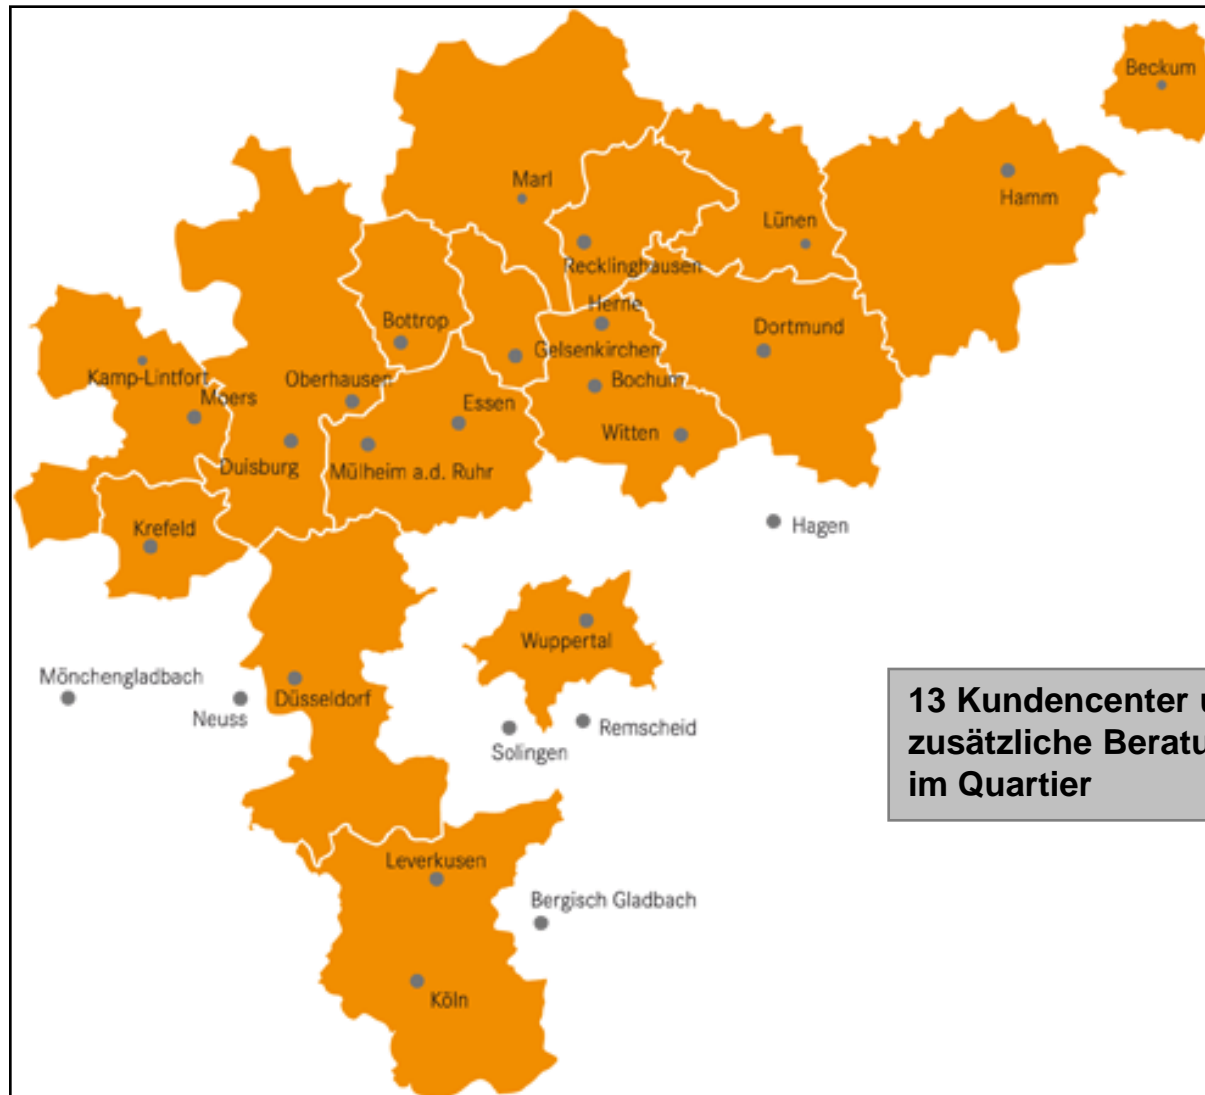 Beckum
Marl
Hamm
Lünen
Recklinghausen
Herne
Bottrop
Dortmund
Gelsenkirchen
Kamp-Lintfort
Oberhausen
Bochum
Moers
Essen
Witten
Duisburg
Mülheim a.d. Ruhr
Krefeld
Hagen
Wuppertal
Mönchengladbach
Düsseldorf
Neuss
Remscheid
Solingen
13 Kundencenter
zusätzliche
im Quartier
Leverkusen
Bergisch Gladbach
Köln